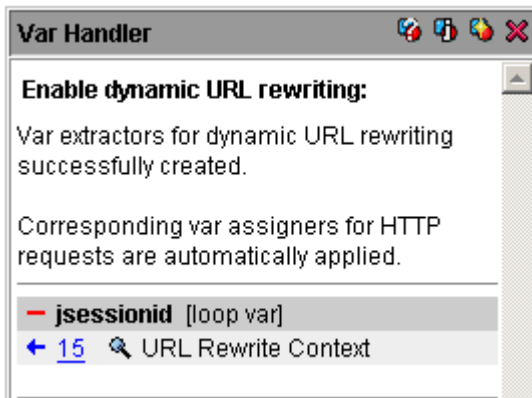 Var Handler
Enable dynamic URL rewriting:
Var extractors for dynamic URL rewriting
successfully created.
Corresponding var assigners for HTTP
requests are automatically applied.
jsessionid [loop var]
15 URL Rewrite Context